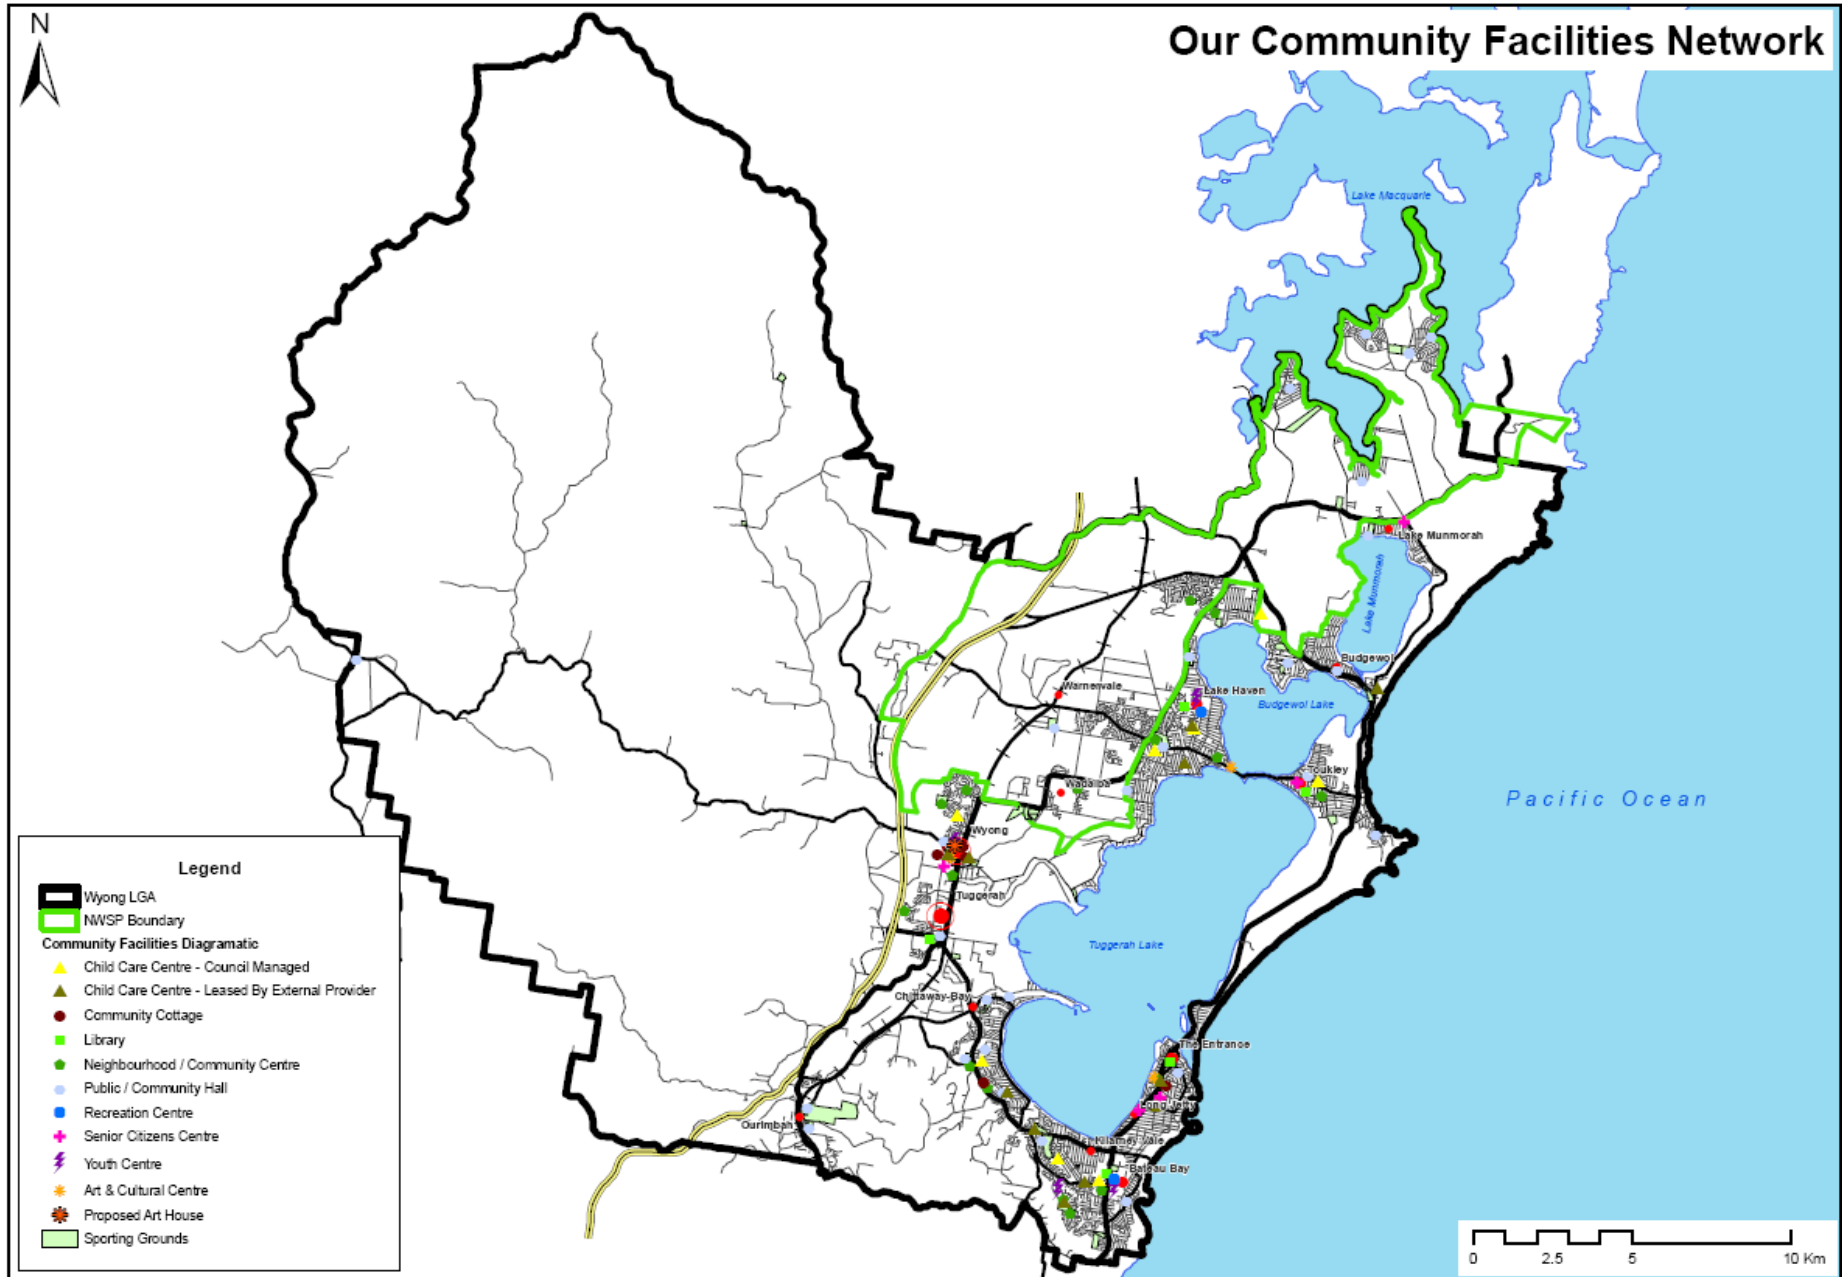 N
Our Community Facilities Network
Lake Macquarie
Lake Munmorah
Lake Munmorah
Budgewoi
Warnervale
Lake Haven
Budgewoi Lake
Toukley
Wadalba
Pacific Ocean
Wyong
Tuggerah
Tuggerah Lake
Chittaway Bay
The Entrance
Long Jetty
Ourimbah
Killarney Vale
Bateau Bay
Legend
Wyong LGA
NWSP Boundary
Community Facilities Diagramatic
Child Care Centre - Council Managed
Child Care Centre - Leased By External Provider
Community Cottage
Library
Neighbourhood / Community Centre
Public / Community Hall
Recreation Centre
Senior Citizens Centre
Youth Centre
Art & Cultural Centre
Proposed Art House
Sporting Grounds
0 2.5 5 10 Km